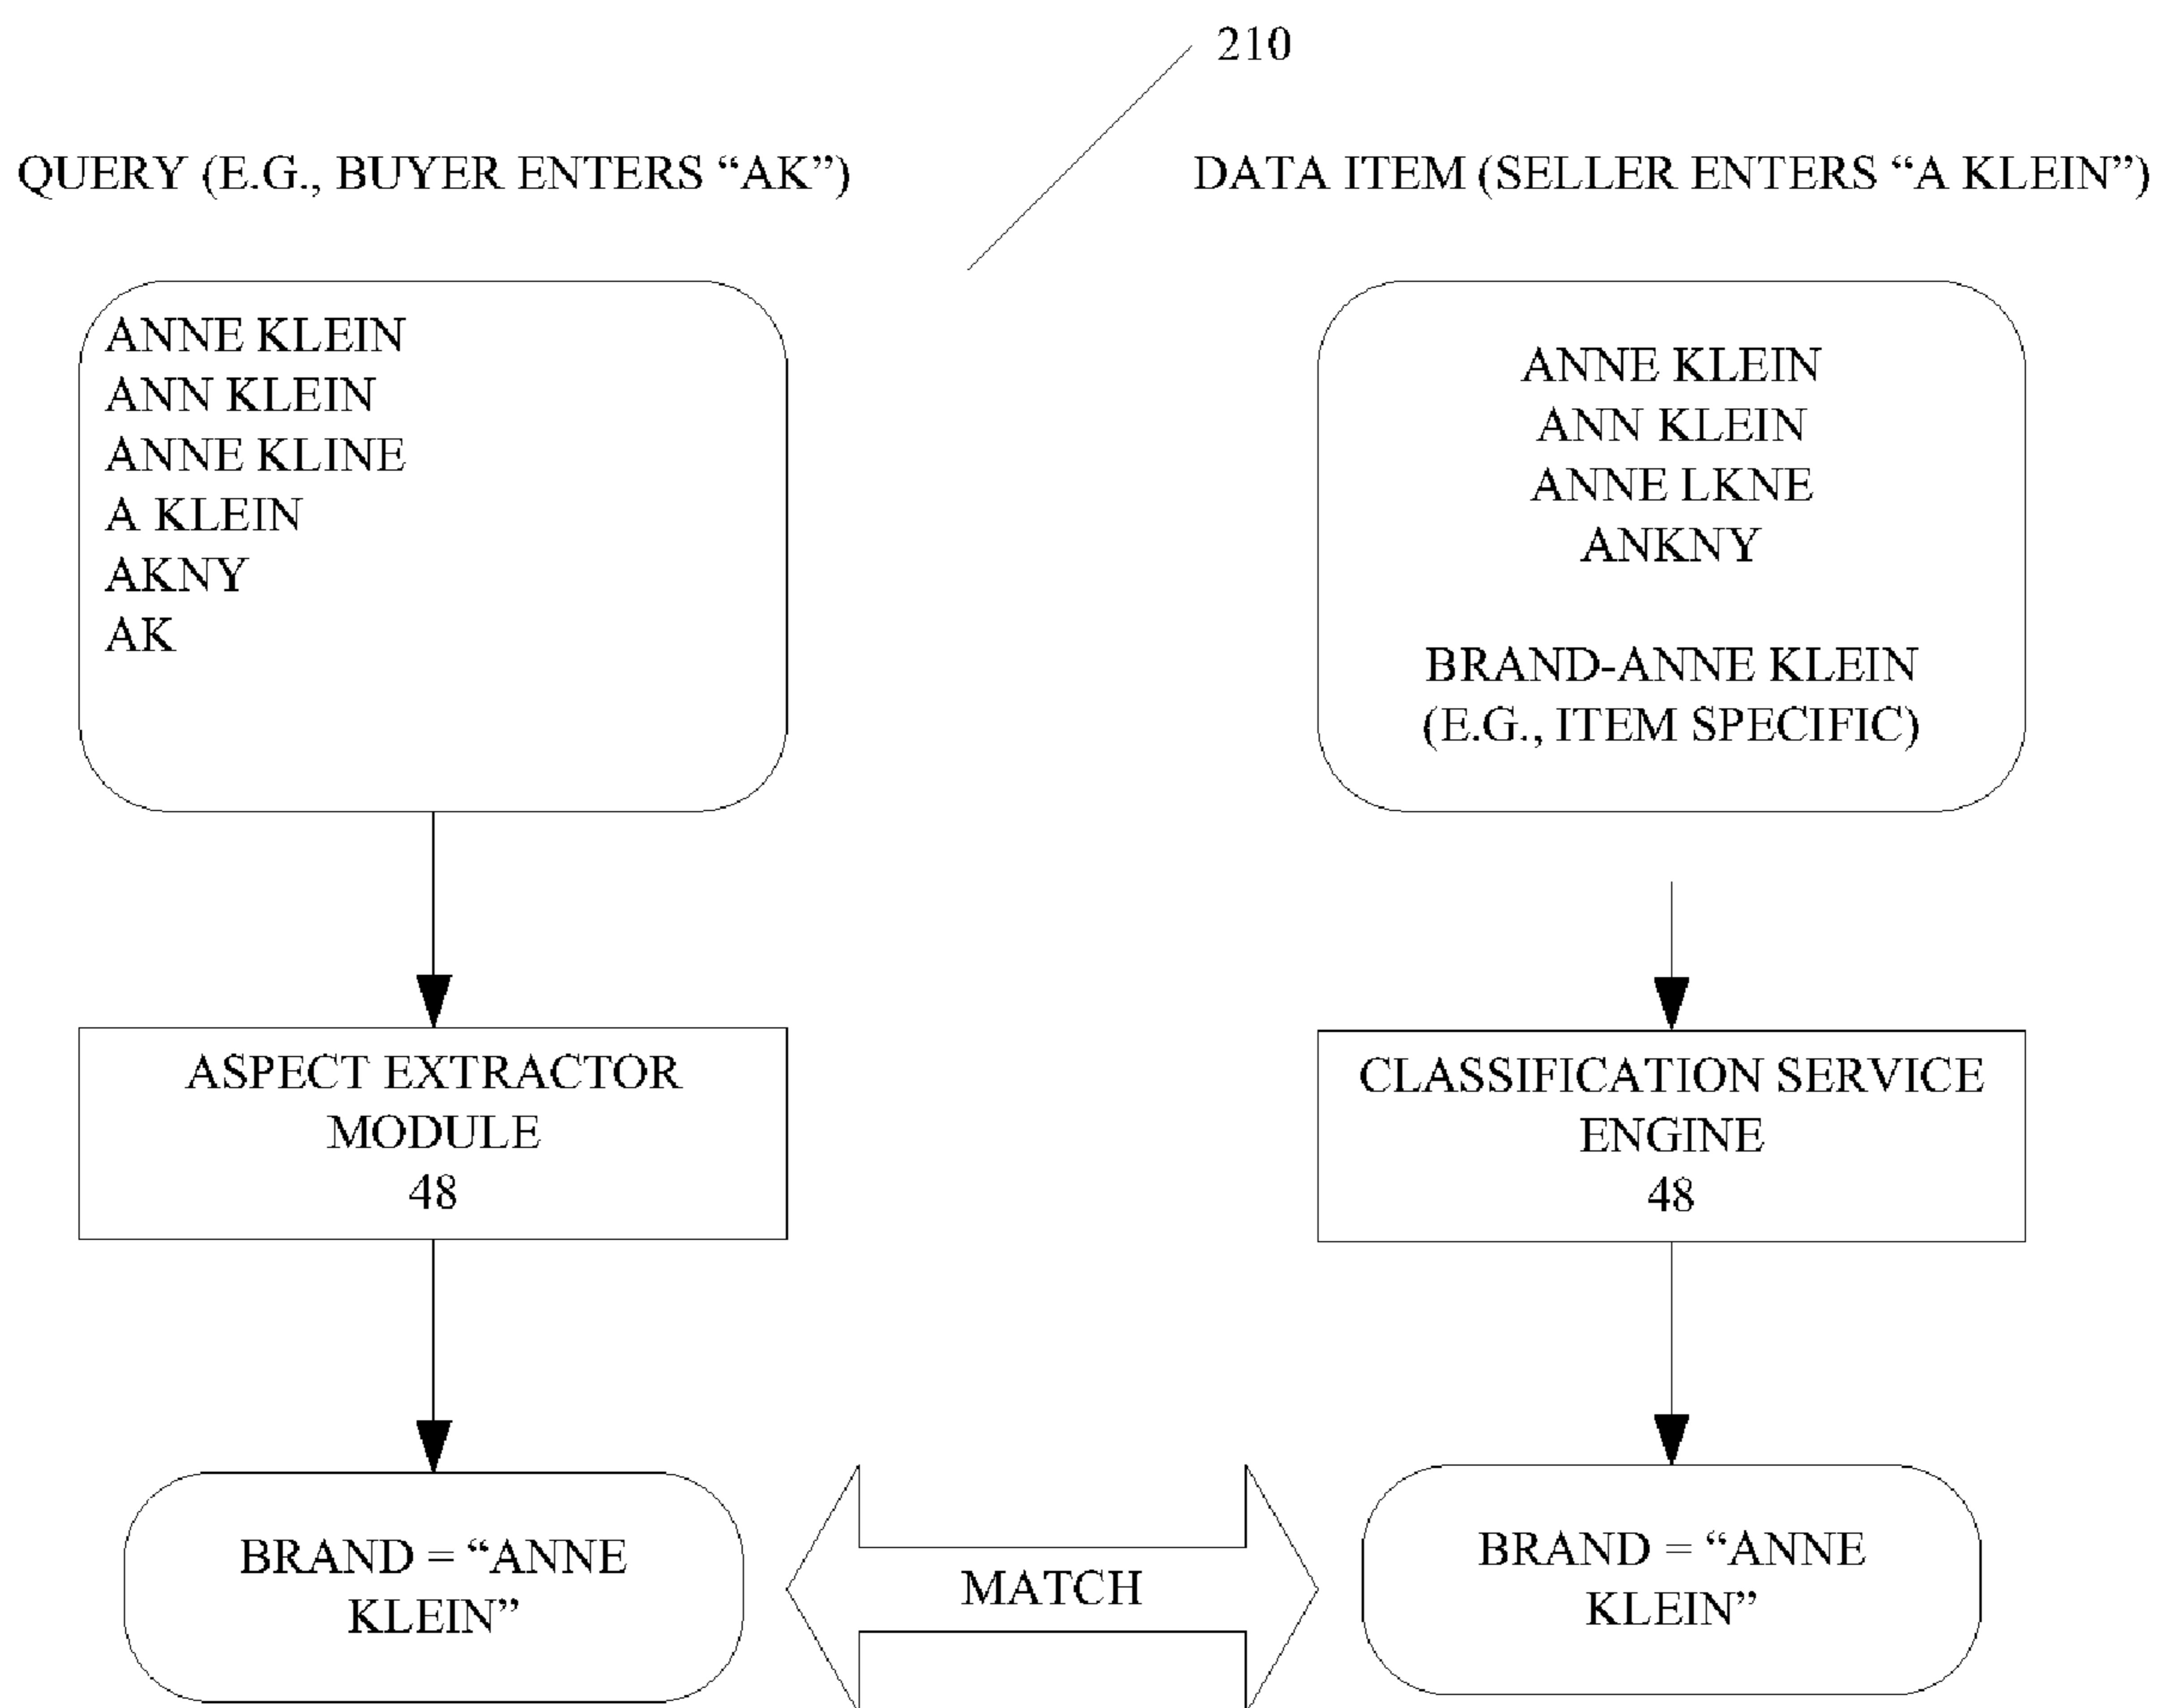 210
QUERY (E.G., BUYER ENTERS “AK”)
DATA ITEM (SELLER ENTERS “A KLEIN”)
ANNE KLEIN
ANN KLEIN
ANNE KLINE
A KLEIN
AKNY
AK
ANNE KLEIN
ANN KLEIN
ANNE LKNE
ANKNY
BRAND-ANNE KLEIN
(E.G., ITEM SPECIFIC)
ASPECT EXTRACTOR
MODULE
48
CLASSIFICATION SERVICE
ENGINE
48
BRAND = “ANNE
KLEIN”
MATCH
BRAND = “ANNE
KLEIN”